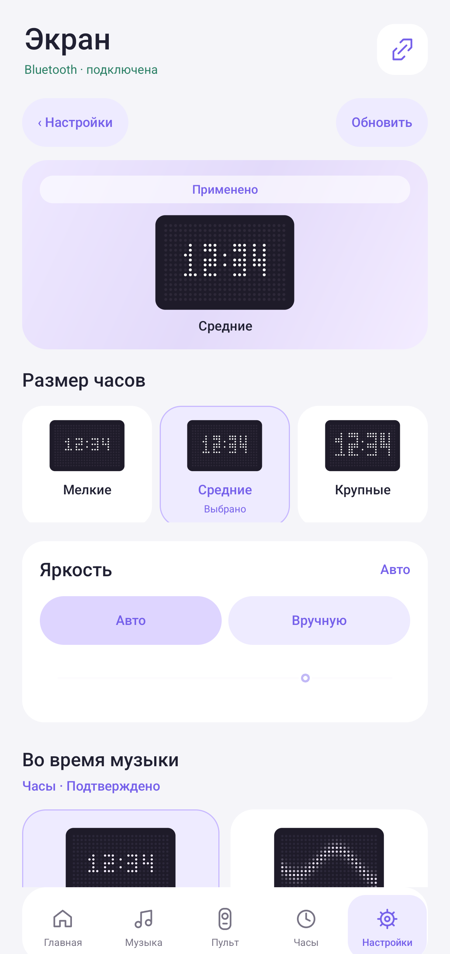 Экран
Bluetooth · подключена
‹ Настройки
Обновить
Применено
12:34
Средние
Размер часов
12:34
12:34
12:34
Мелкие
Средние
Крупные
Выбрано
Яркость
Авто
Авто
Вручную
Во время музыки
Часы · Подтверждено
12:34
Главная
Музыка
Пульт
Часы
Настройки